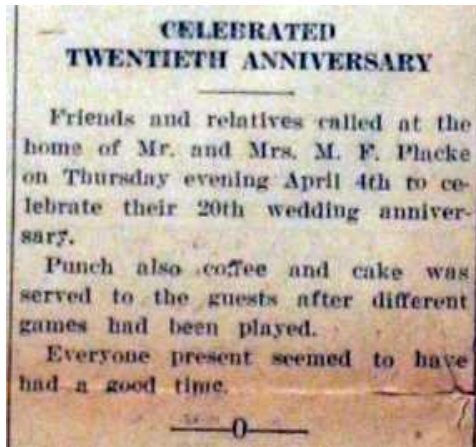 CELEBRATED
TWENTIETH ANNIVERSARY
Friends and relatives called at the
home of Mr. and Mrs. M. F. Placke
on Thursday evening April 4th to ce-
lebrate their 20th wedding anniver-
sary.
Punch also coffee and cake was
served to the guests after different
games had been played.
Everyone present seemed to have
had a good time.
——O——